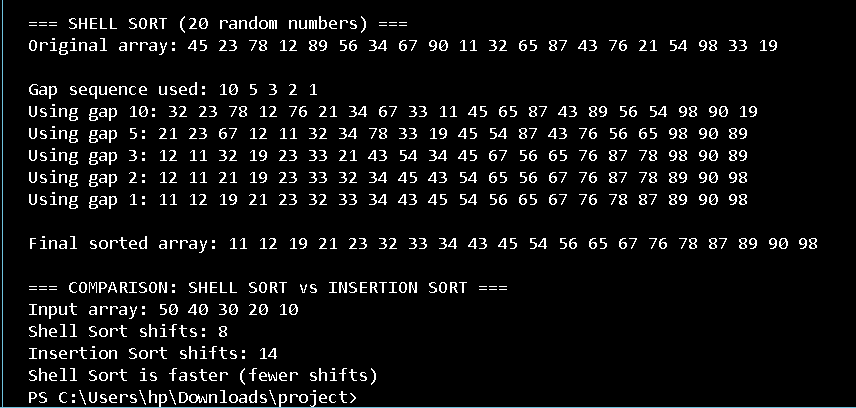 === SHELL SORT (20 random numbers) ===
Original array: 45 23 78 12 89 56 34 67 90 11 32 65 87 43 76 21 54 98 33 19
Gap sequence used: 10 5 3 2 1
Using gap 10: 32 23 78 12 76 21 34 67 33 11 45 65 87 43 89 56 54 98 90 19
Using gap 5: 21 23 67 12 11 32 34 78 33 19 45 54 87 43 76 56 65 98 90 89
Using gap 3: 12 11 32 19 23 33 21 43 54 34 45 67 56 65 76 87 78 98 90 89
Using gap 2: 12 11 21 19 23 33 32 34 45 43 54 65 56 67 76 87 78 89 90 98
Using gap 1: 11 12 19 21 23 32 33 34 43 45 54 56 65 67 76 78 87 89 90 98
Final sorted array: 11 12 19 21 23 32 33 34 43 45 54 56 65 67 76 78 87 89 90 98
=== COMPARISON: SHELL SORT vs INSERTION SORT ===
Input array: 50 40 30 20 10
Shell Sort shifts: 8
Insertion Sort shifts: 14
Shell Sort is faster (fewer shifts)
PS C:\Users\hp\Downloads\project>